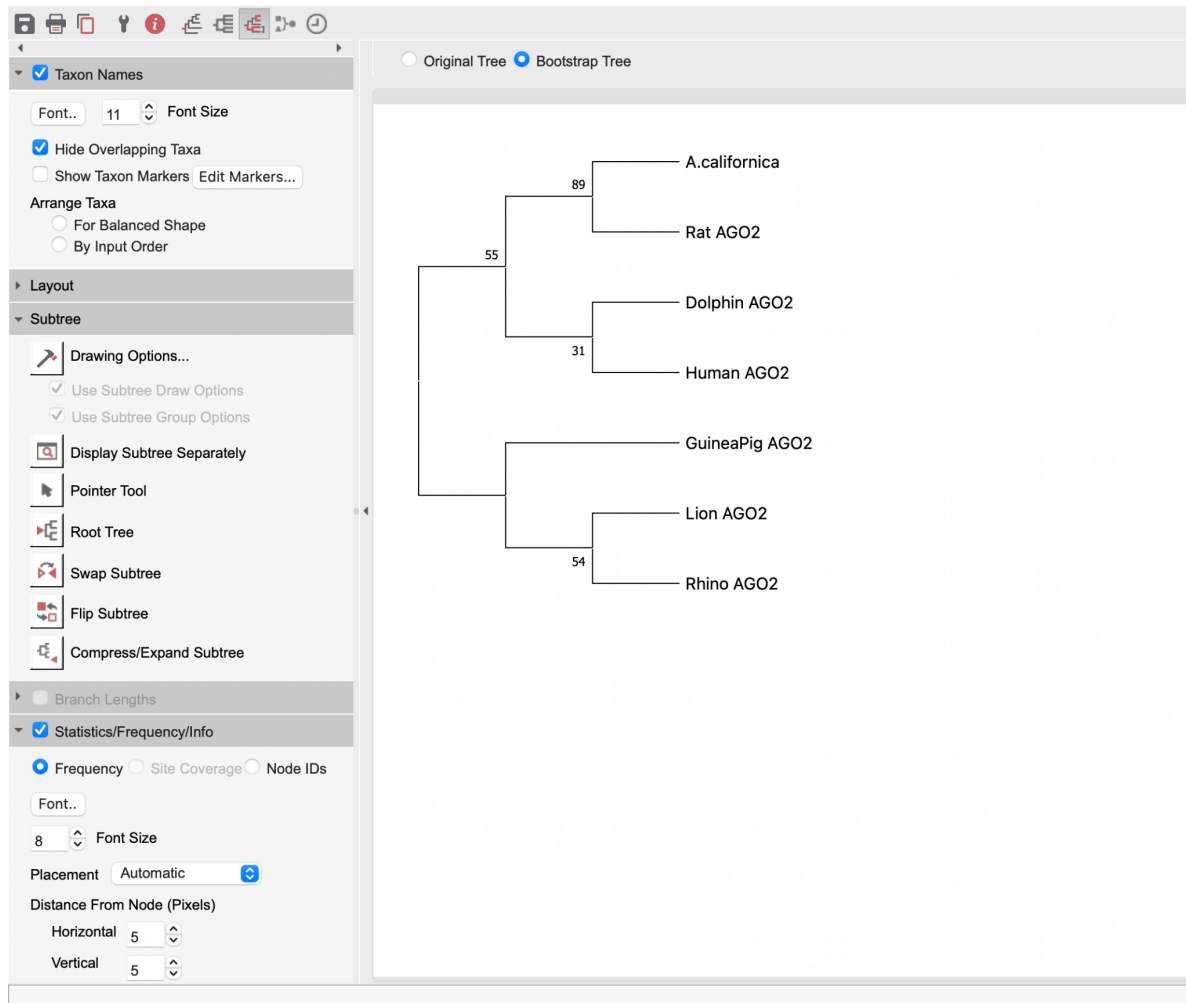 Original Tree Bootstrap Tree
Taxon Names
Font.. 11 Font Size
Hide Overlapping Taxa
Show Taxon Markers Edit Markers...
Arrange Taxa
For Balanced Shape
By Input Order
Layout
Subtree
Drawing Options...
Use Subtree Draw Options
Use Subtree Group Options
Display Subtree Separately
Pointer Tool
Root Tree
Swap Subtree
Flip Subtree
Compress/Expand Subtree
Branch Lengths
Statistics/Frequency/Info
Frequency Site Coverage Node IDs
Font..
8 Font Size
Placement Automatic
Distance From Node (Pixels)
Horizontal 5
Vertical 5
A.californica
89
Rat AGO2
55
Dolphin AGO2
31
Human AGO2
GuineaPig AGO2
Lion AGO2
54
Rhino AGO2